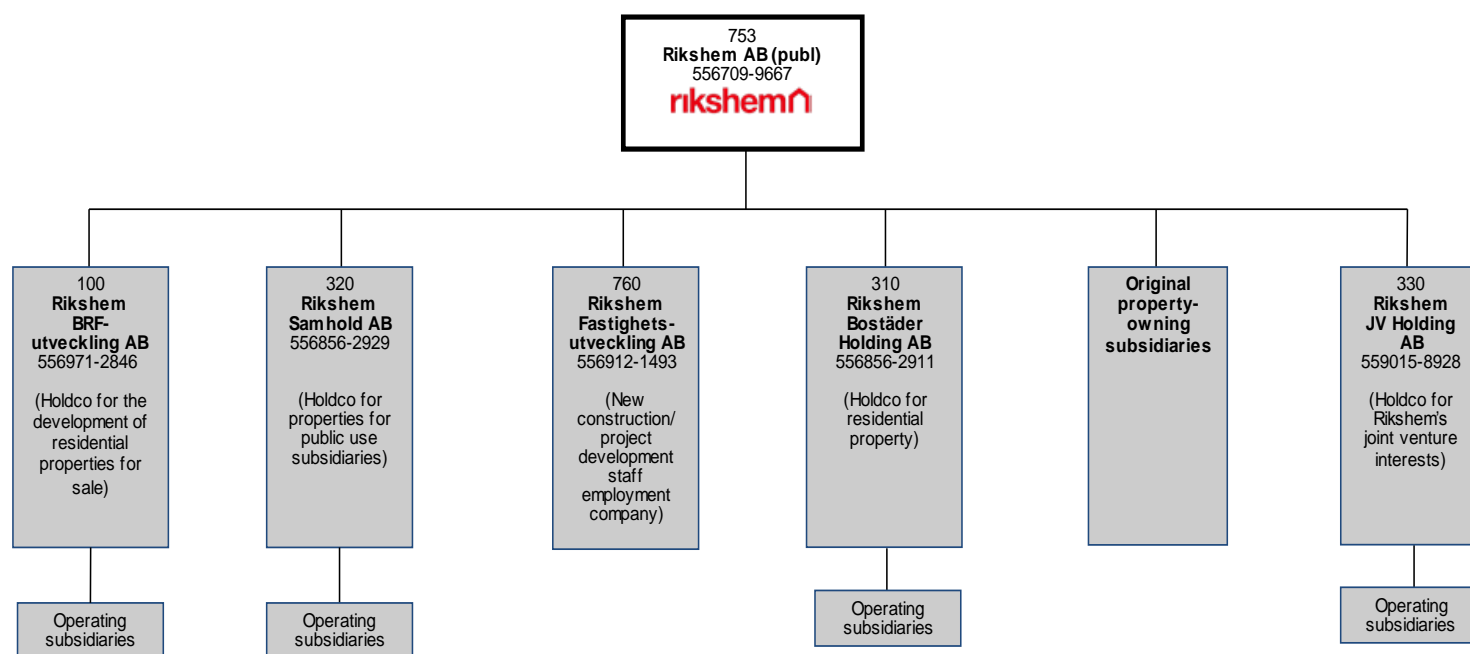 753
Rikshem AB (publ)
556709-9667
rikshem
100
Rikshem
BRF-
utveckling AB
556971-2846
(Holdco for the
development of
residential
properties for
sale)
320
Rikshem
Samhold AB
556856-2929
(Holdco for
properties for
public use
subsidiaries)
760
Rikshem
Fastighets-
utveckling AB
556912-1493
(New
construction/
project
development
staff
employment
company)
310
Rikshem
Bostäder
Holding AB
556856-2911
(Holdco for
residential
property)
Original
property-
owning
subsidiaries
330
Rikshem
JV Holding
AB
559015-8928
(Holdco for
Rikshem's
joint venture
interests)
Operating
subsidiaries
Operating
subsidiaries
Operating
subsidiaries
Operating
subsidiaries